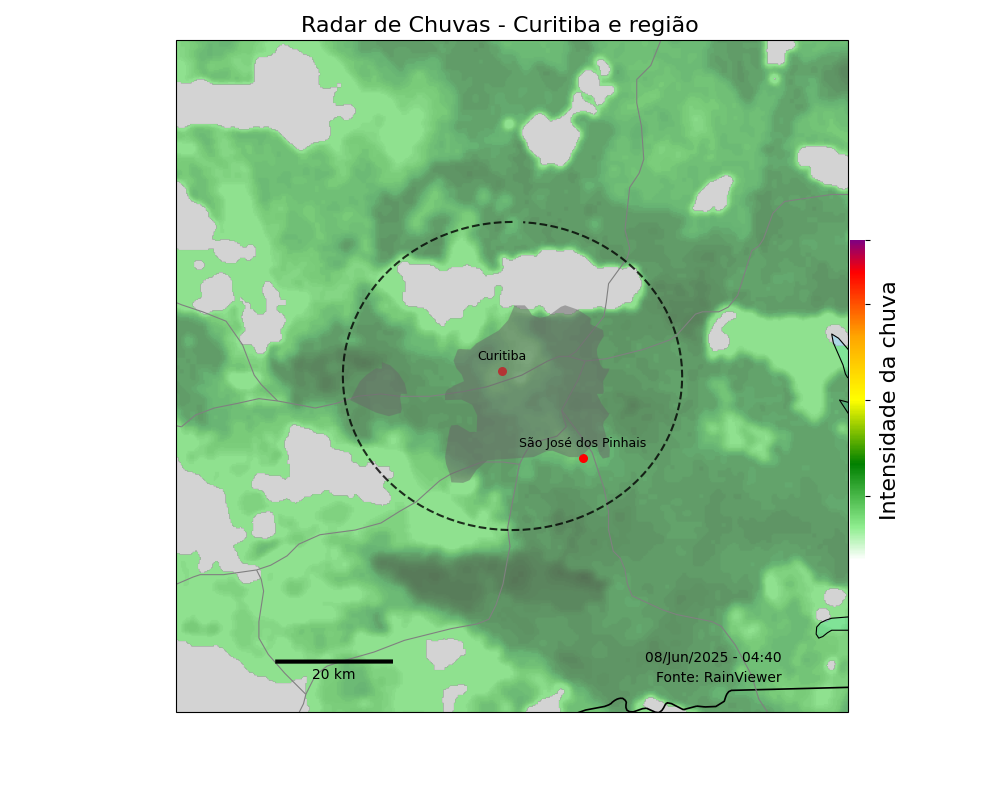 Radar de Chuvas - Curitiba e região
Curitiba
São José dos Pinhais
Intensidade da chuva
08/Jun/2025 - 04:40
Fonte: RainViewer
20 km